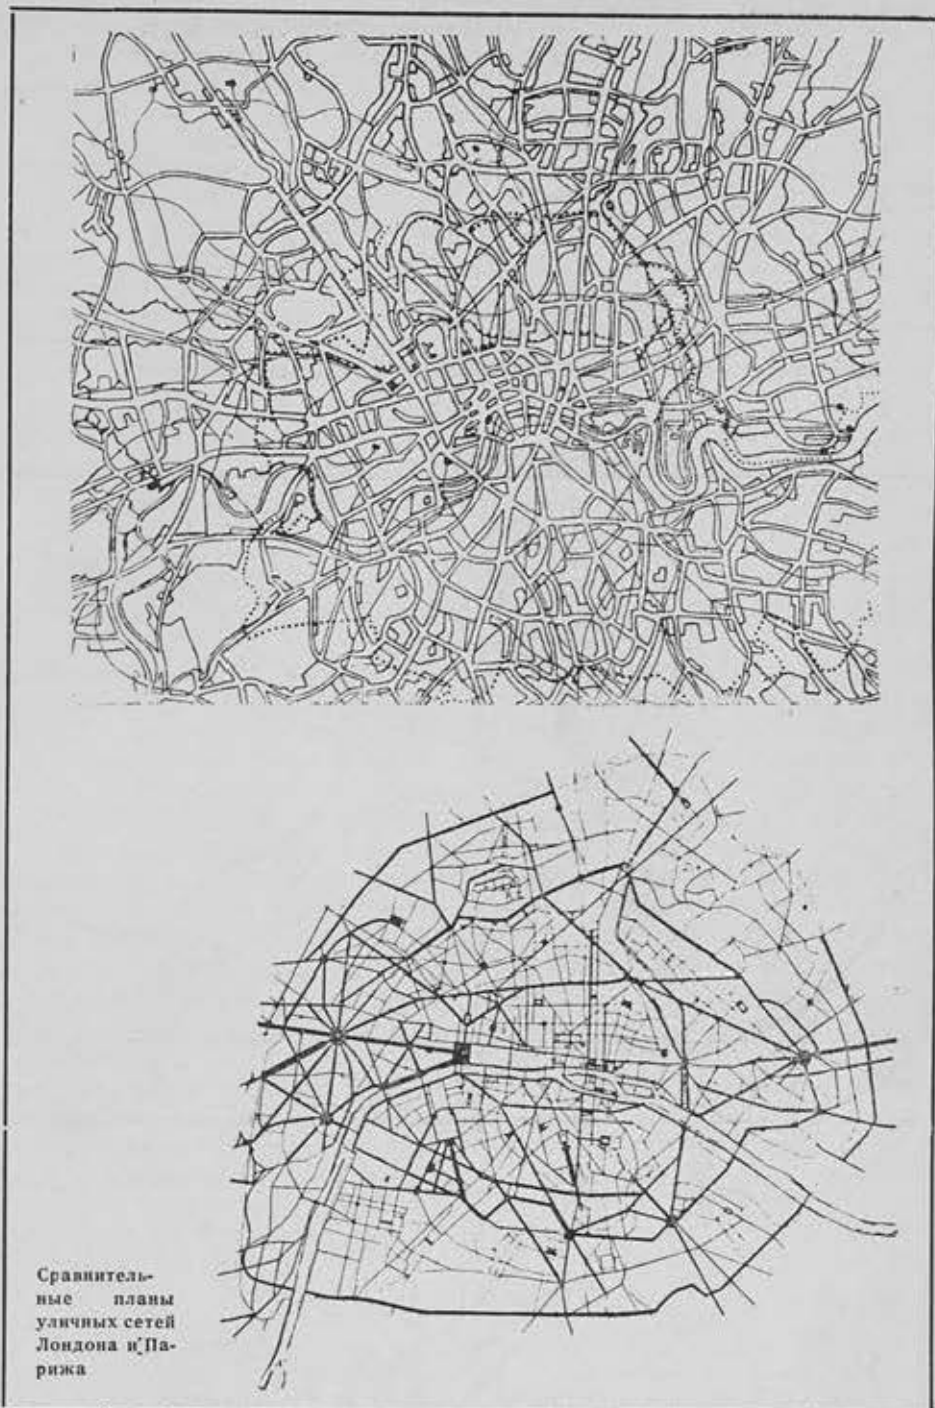 Сравнитель-
ные планы
уличных сетей
Лондона и Па-
рижа